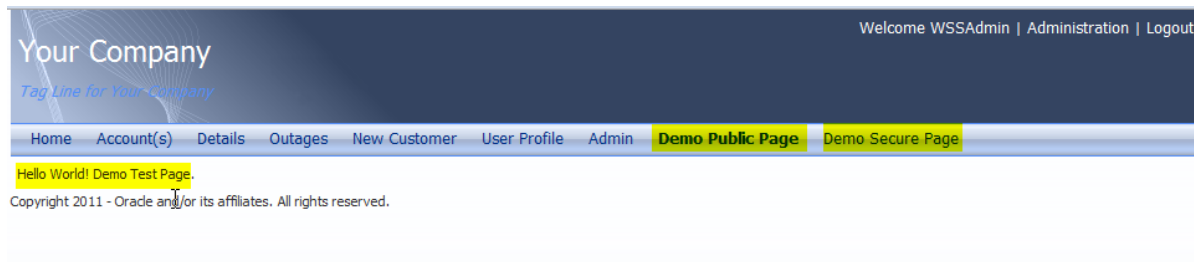 Welcome WSSAdmin | Administration | Logout
Your Company
Tag Line for Your Company
Home Account(s) Details Outages New Customer User Profile Admin Demo Public Page Demo Secure Page
Hello World! Demo Test Page.
Copyright 2011 - Oracle and/or its affiliates. All rights reserved.